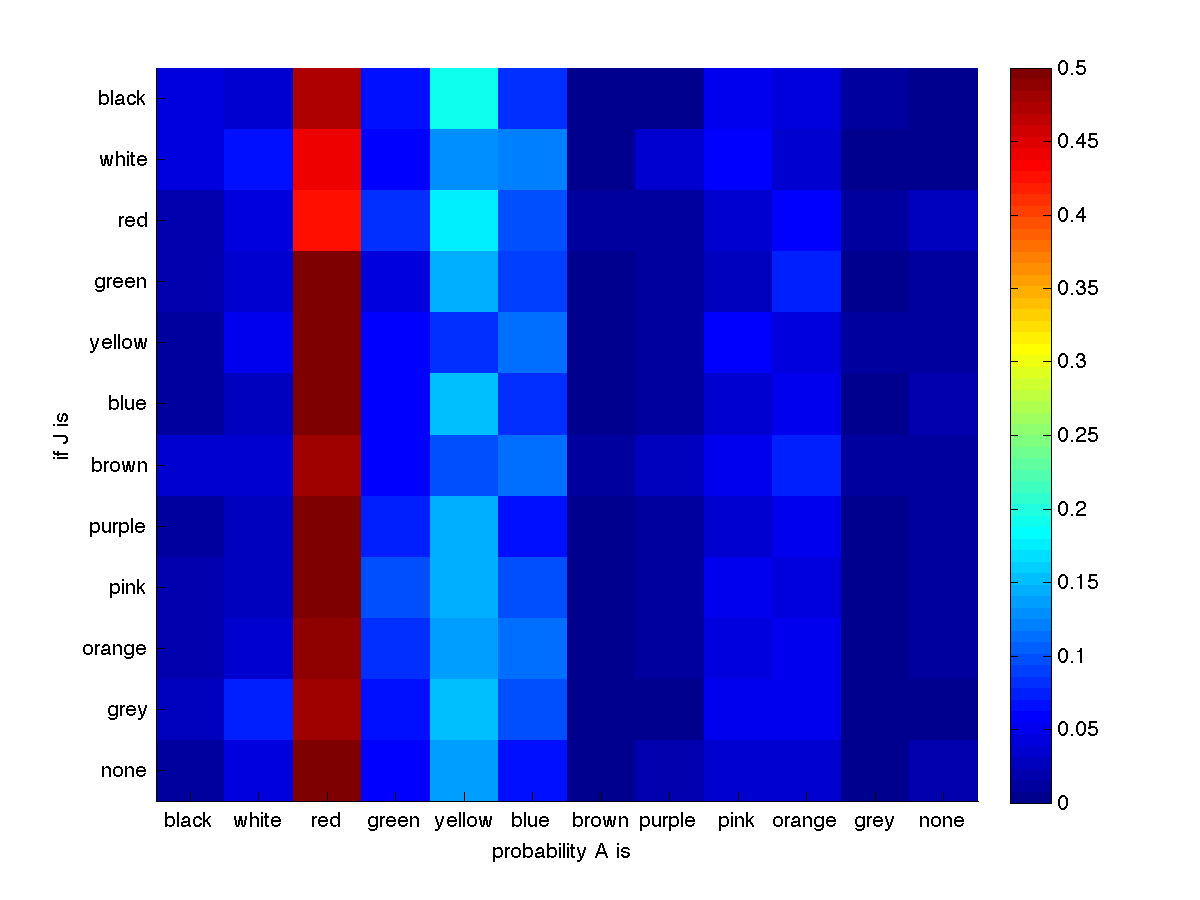 black
white
red
green
yellow
blue
brown
purple
pink
orange
grey
none
if J is
black white red green yellow blue brown purple pink orange grey none
probability A is
0.5
0.45
0.4
0.35
0.3
0.25
0.2
0.15
0.1
0.05
0